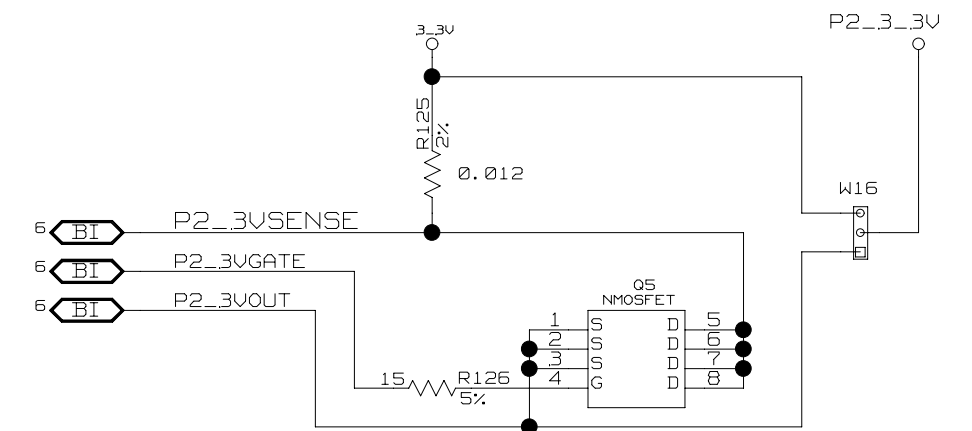 P2_3_3V
3_3V
R125
2%
0.012
W16
6 BI P2_3VSENSE
6 BI P2_3VGATE
6 BI P2_3VOUT
Q5
NMOSFET
1 S D 5
2 S D 6
3 S D 7
4 G D 8
15 R126
5%